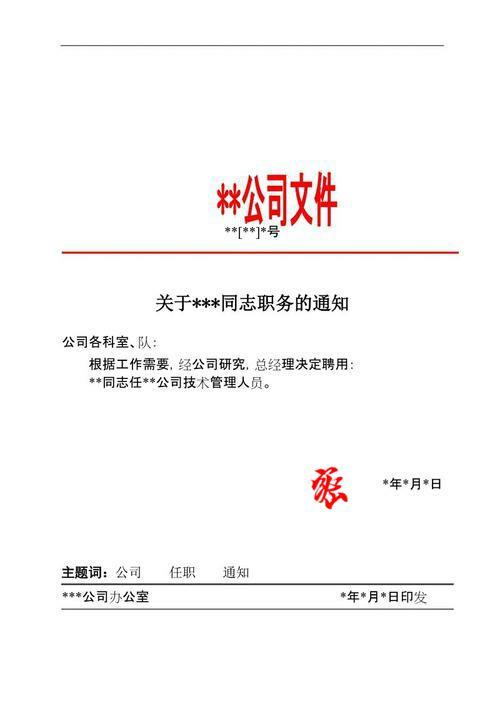 **公司文件
**[**]*号
关于***同志职务的通知
公司各科室、队：
根据工作需要，经公司研究，总经理决定聘用：
**同志任**公司技术管理人员。
*年*月*日
主题词：公司 任职 通知
***公司办公室 *年*月*日印发